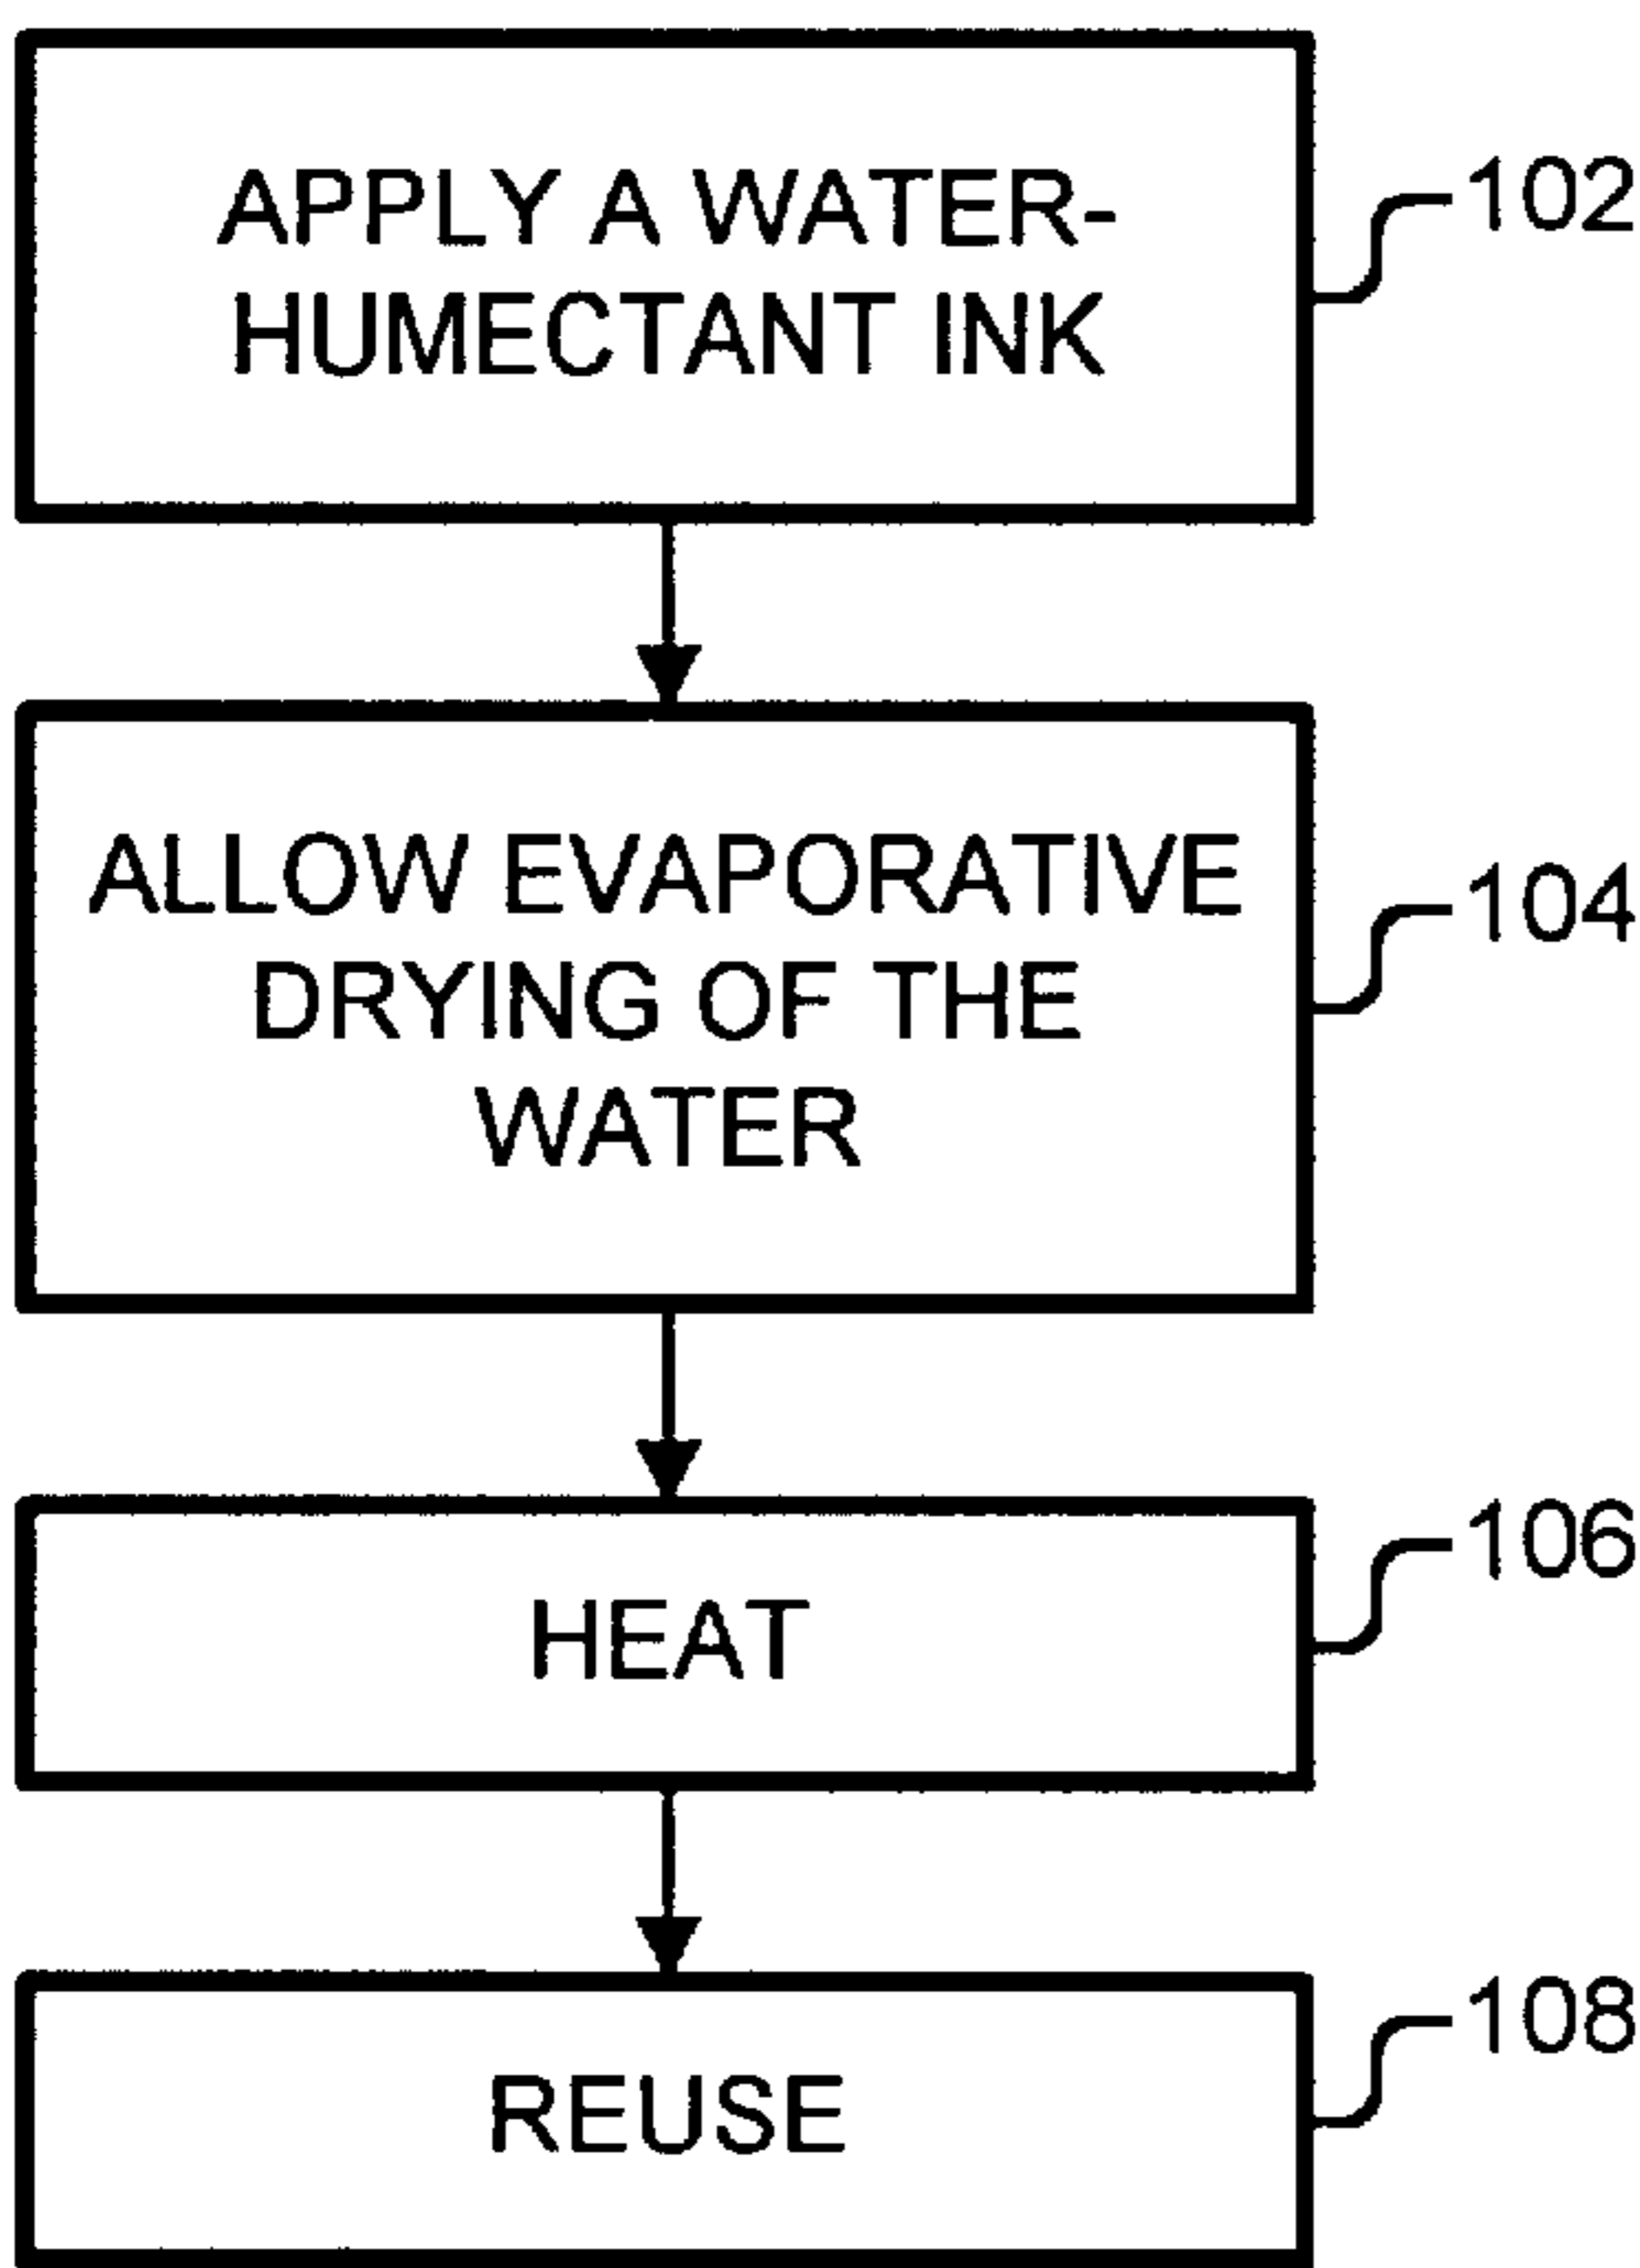 APPLY A WATER-
HUMECTANT INK
102
ALLOW EVAPORATIVE
DRYING OF THE
WATER
104
HEAT
106
REUSE
108